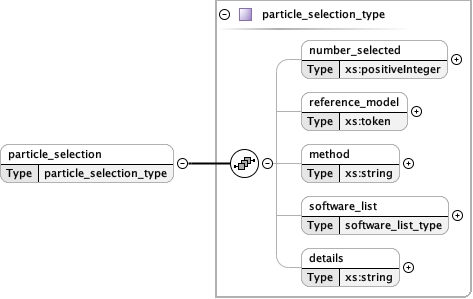 particle_selection_type
number_selected
Type xs:positiveInteger
reference_model
Type xs:token
particle_selection
Type particle_selection_type
method
Type xs:string
software_list
Type software_list_type
details
Type xs:string